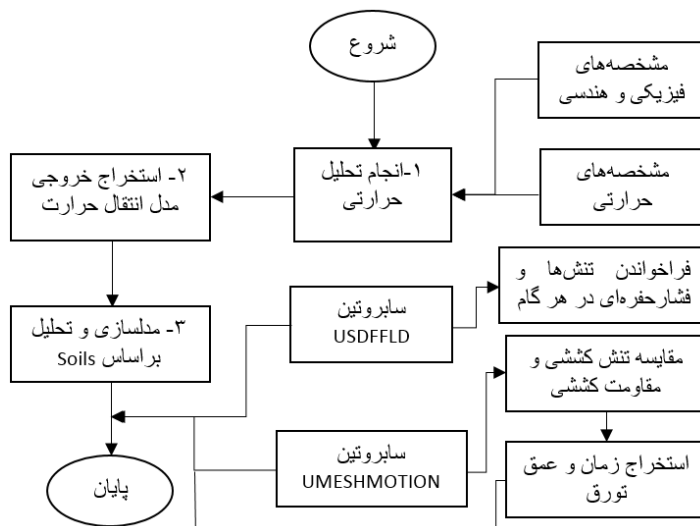 شروع
مشخصه‌های
فیزیکی و هندسی
۱-انجام تحلیل
حرارتی
مشخصه‌های
حرارتی
۲- استخراج خروجی
مدل انتقال حرارت
فراخواندن تنش‌ها و
فشارحفره‌ای در هر گام
سابروتین
USDFFLD
۳- مدلسازی و تحلیل
براساس Soils
مقایسه تنش کششی و
مقاومت کششی
سابروتین
UMESHMOTION
استخراج زمان و عمق
تورق
پایان